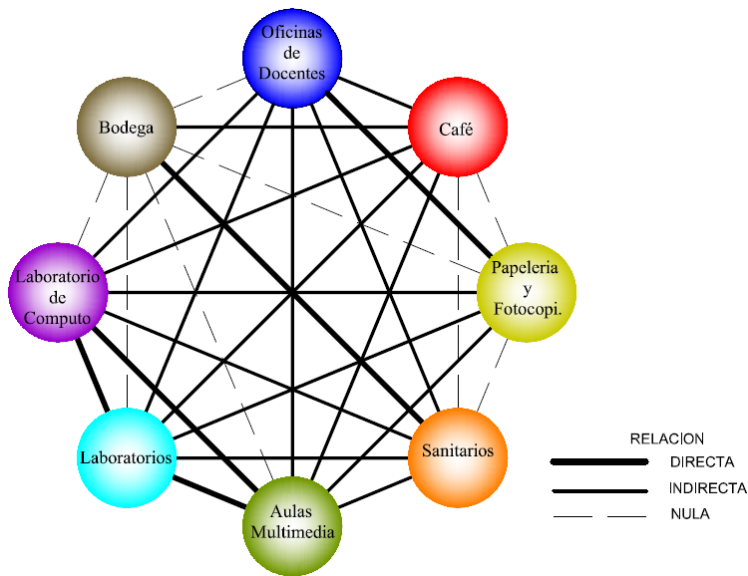 Oficinas
de
Docentes
Bodega
Café
Laboratorio
de
Computo
Papeleria
y
Fotocopi.
Laboratorios
Sanitarios
Aulas
Multimedia
RELACION
DIRECTA
INDIRECTA
NULA